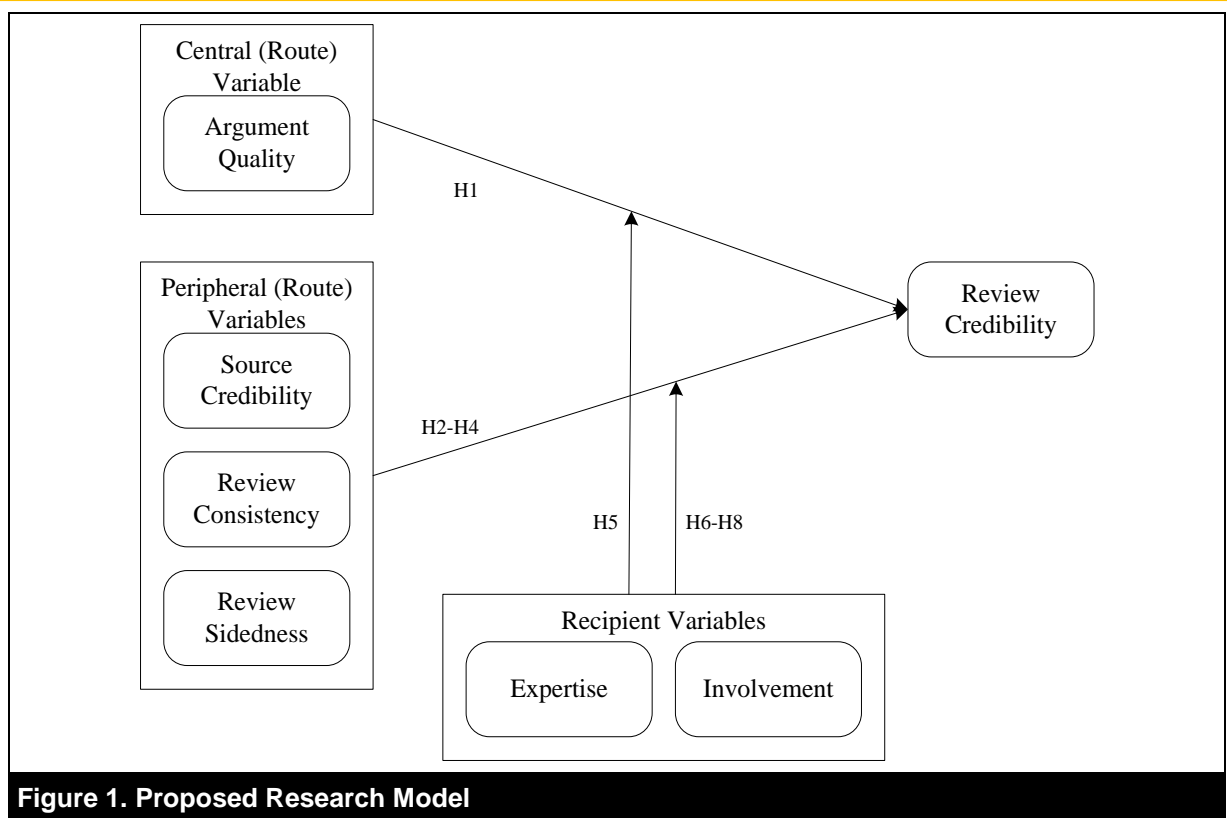 Central (Route)
Variable
Argument
Quality
H1
Peripheral (Route)
Variables
Source
Credibility
Review
Consistency
Review
Sidedness
H2-H4
Review
Credibility
H5
H6-H8
Recipient Variables
Expertise
Involvement
Figure 1. Proposed Research Model